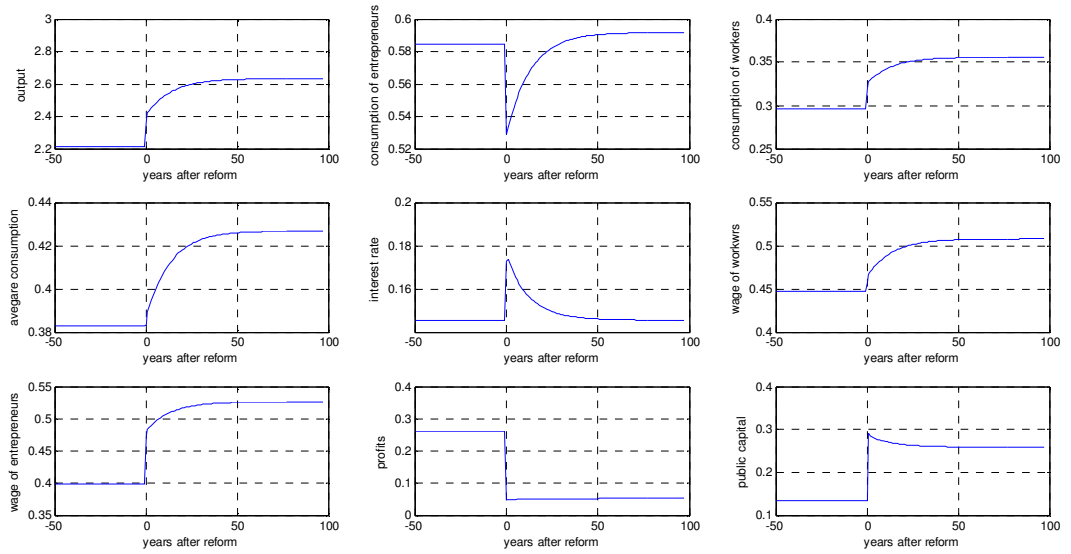 3
2.8
2.6
2.4
2.2
-50 0 50 100
output
years after reform
0.6
0.58
0.56
0.54
0.52
-50 0 50 100
consumption of entrepreneurs
years after reform
0.4
0.35
0.3
0.25
-50 0 50 100
consumption of workers
years after reform
0.44
0.42
0.4
0.38
-50 0 50 100
avegare consumption
years after reform
0.2
0.18
0.16
-50 0 50 100
interest rate
years after reform
0.55
0.5
0.45
0.4
-50 0 50 100
wage of workwrs
years after reform
0.55
0.5
0.45
0.4
0.35
-50 0 50 100
wage of entrepreneurs
years after reform
0.4
0.3
0.2
0.1
0
-50 0 50 100
profits
years after reform
0.4
0.3
0.2
0.1
-50 0 50 100
public capital
years after reform